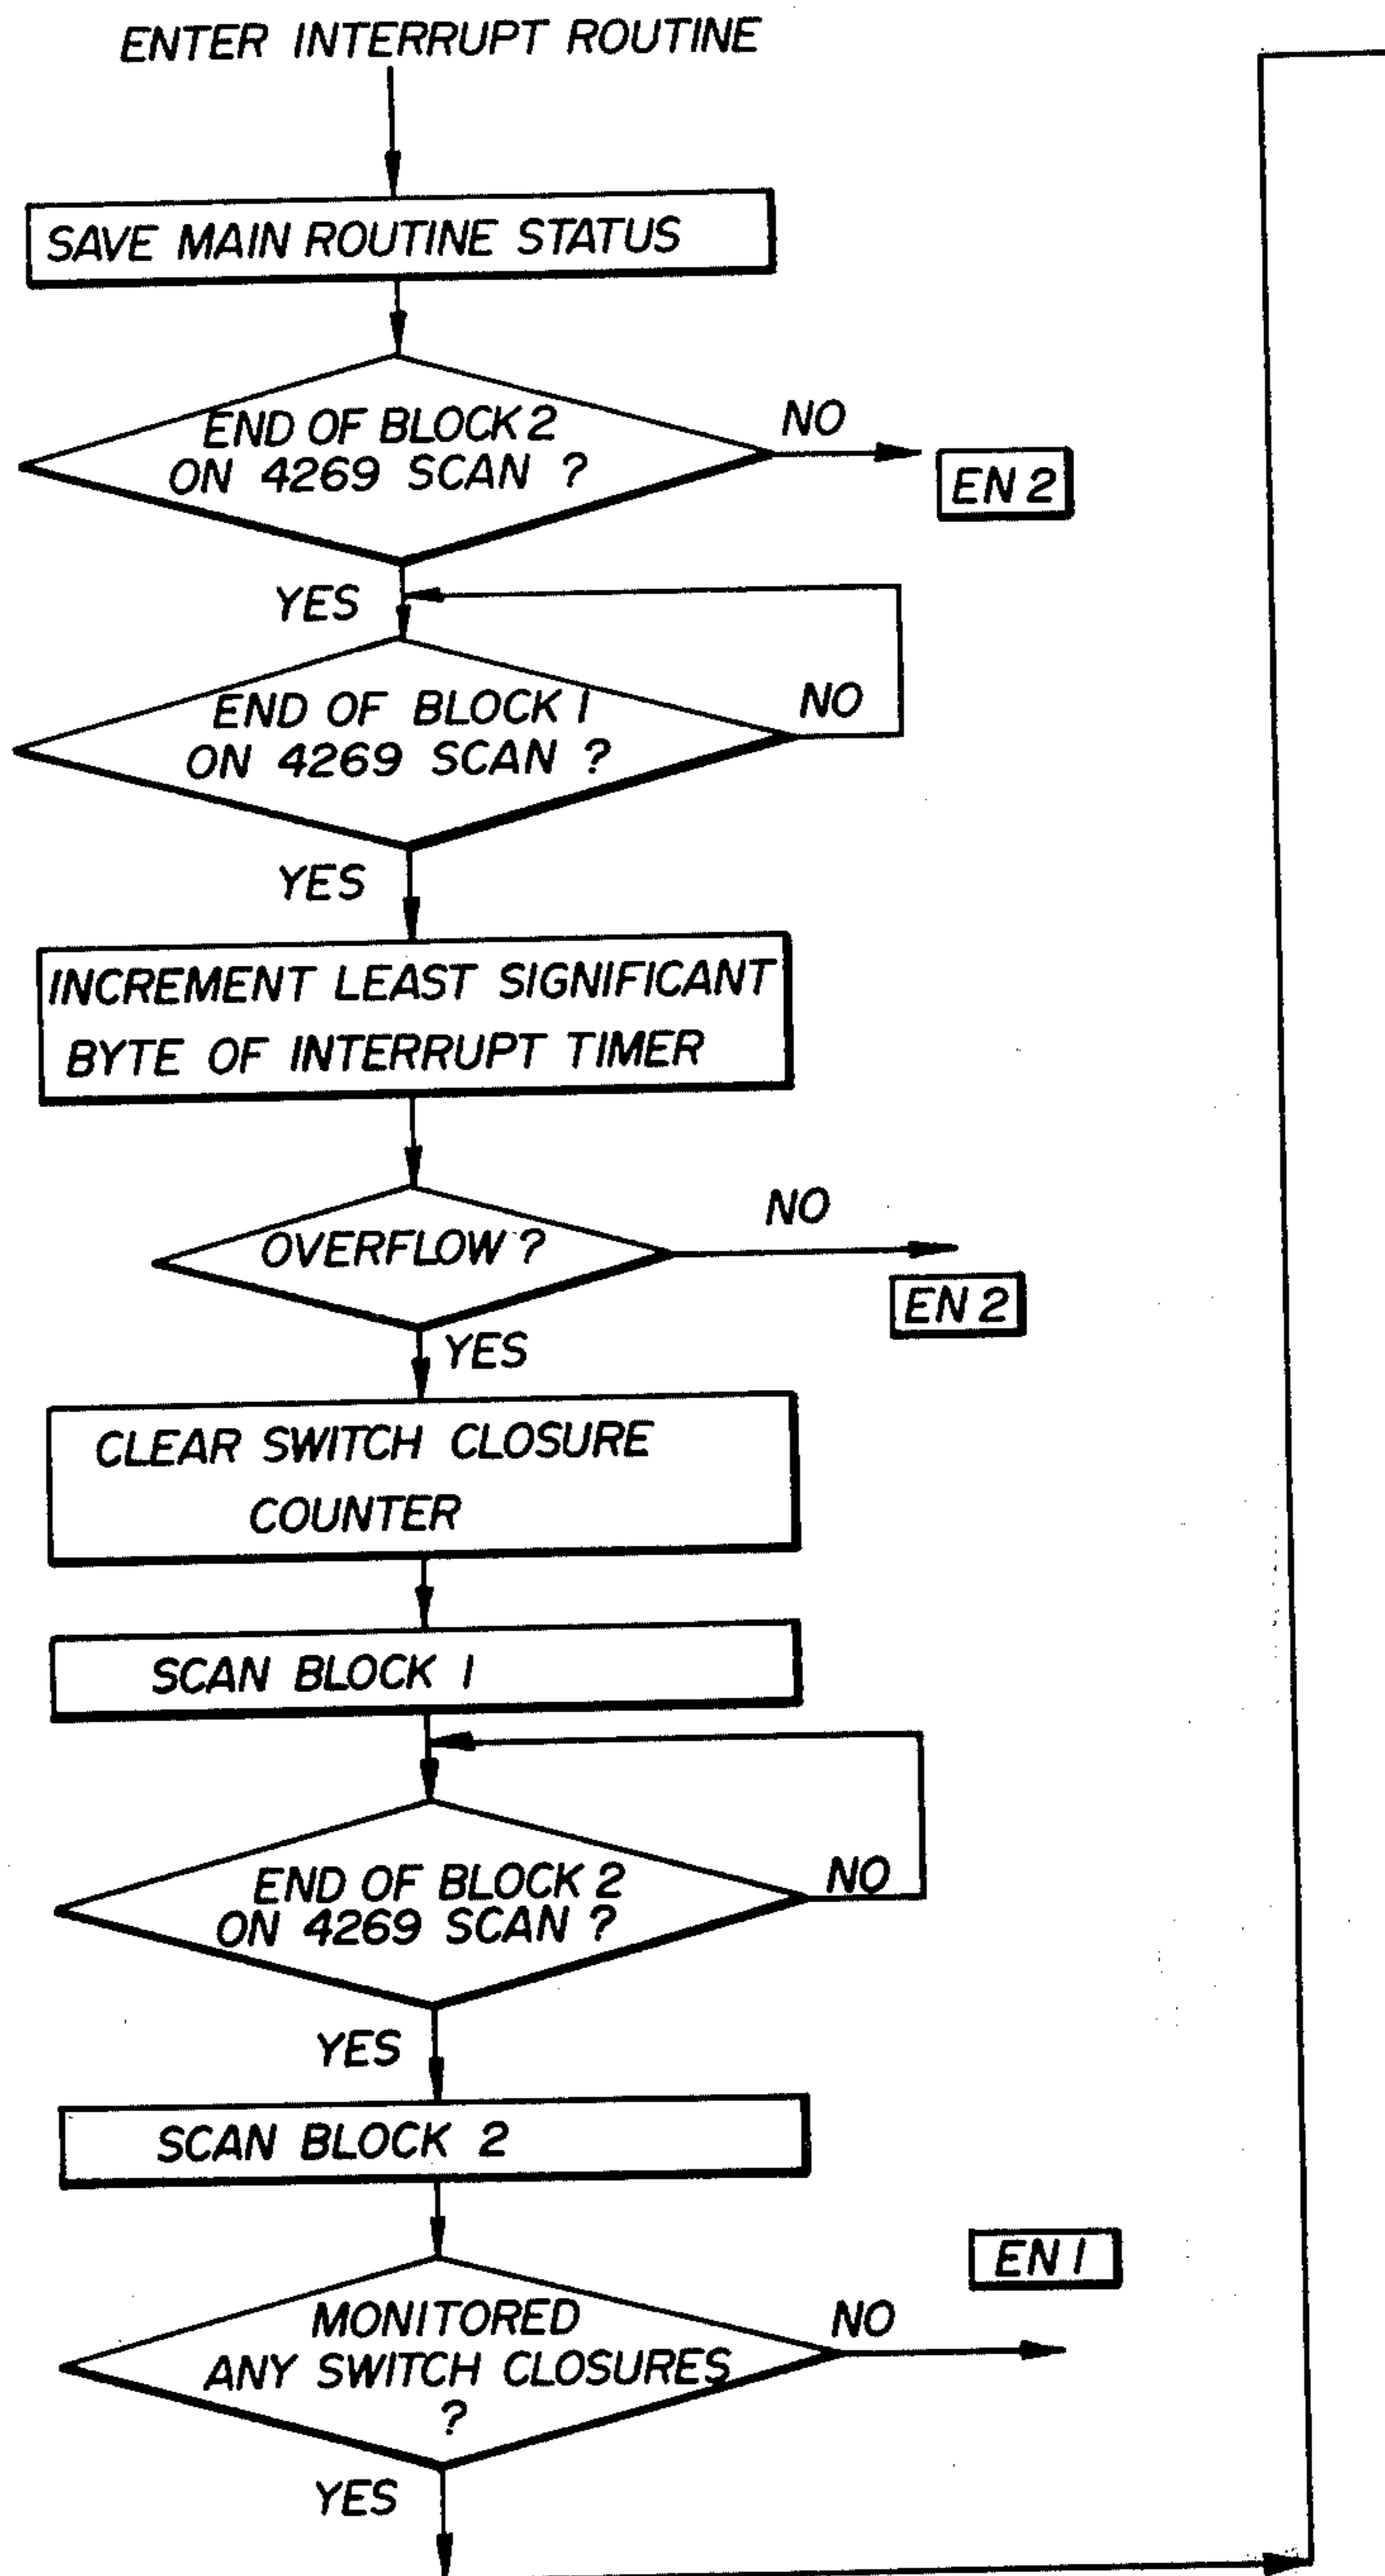 ENTER INTERRUPT ROUTINE
SAVE MAIN ROUTINE STATUS
END OF BLOCK 2
ON 4269 SCAN ?
NO
EN 2
YES
END OF BLOCK 1
ON 4269 SCAN ?
NO
YES
INCREMENT LEAST SIGNIFICANT
BYTE OF INTERRUPT TIMER
OVERFLOW ?
NO
EN 2
YES
CLEAR SWITCH CLOSURE
COUNTER
SCAN BLOCK 1
END OF BLOCK 2
ON 4269 SCAN ?
NO
YES
SCAN BLOCK 2
EN 1
MONITORED
ANY SWITCH CLOSURES
?
NO
YES